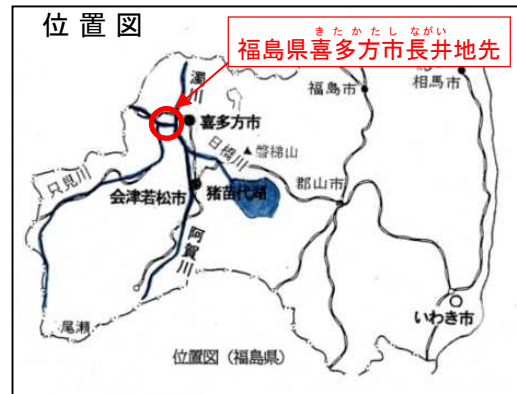 位置図
きたかたし ながい
福島県喜多方市長井地先
濁川
福島市
相馬市
喜多方市
日橋川
磐梯山
只見川
会津若松市
猪苗代湖
郡山市
阿賀川
いわき市
尾瀬
位置図（福島県）